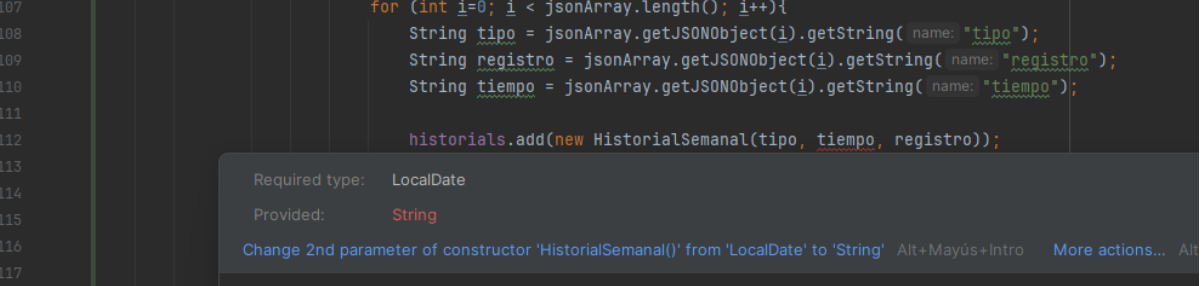 107 for (int i=0; i < jsonArray.length(); i++){
108 String tipo = jsonArray.getJSONObject(i).getString( name: "tipo");
109 String registro = jsonArray.getJSONObject(i).getString( name: "registro");
110 String tiempo = jsonArray.getJSONObject(i).getString( name: "tiempo");
111
112 historials.add(new HistorialSemanal(tipo, tiempo, registro));
113
Required type: LocalDate
114
115 Provided: String
116 Change 2nd parameter of constructor 'HistorialSemanal()' from 'LocalDate' to 'String' Alt+Mayús+Intro More actions... Alt
117